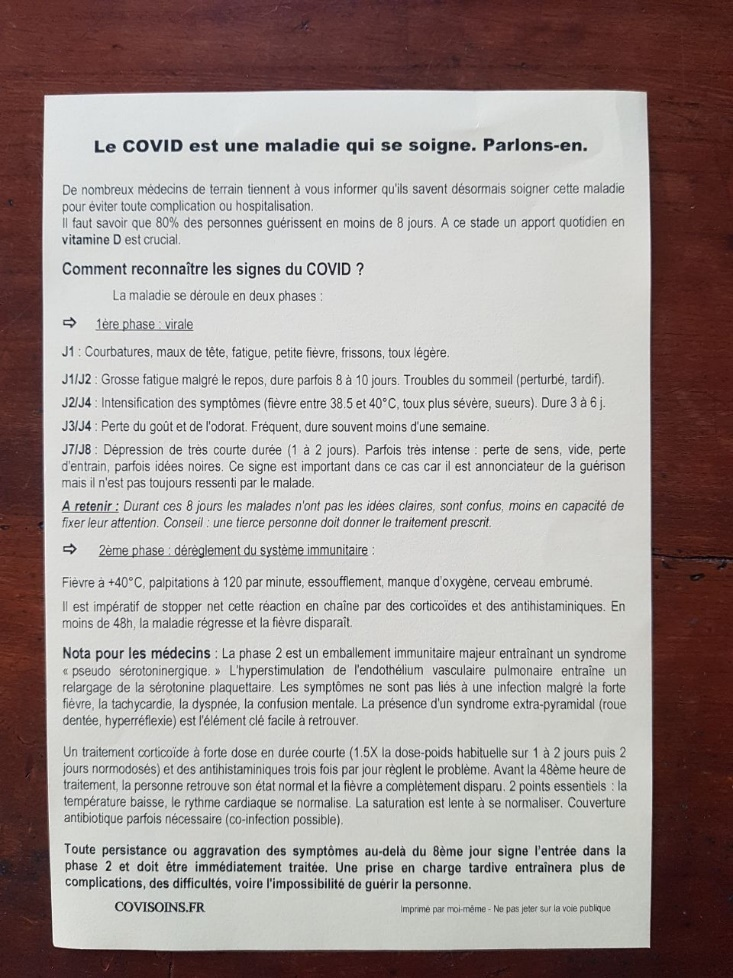 Le COVID est une maladie qui se soigne. Parlons-en.
De nombreux médecins de terrain tiennent à vous informer qu'ils savent désormais soigner cette maladie
pour éviter toute complication ou hospitalisation.
Il faut savoir que 80% des personnes guérissent en moins de 8 jours. A ce stade un apport quotidien en
vitamine D est crucial.
Comment reconnaître les signes du COVID ?
La maladie se déroule en deux phases :
⇨ 1ère phase : virale
J1 : Courbatures, maux de tête, fatigue, petite fièvre, frissons, toux légère.
J1/J2 : Grosse fatigue malgré le repos, dure parfois 8 à 10 jours. Troubles du sommeil (perturbé, tardif).
J2/J4 : Intensification des symptômes (fièvre entre 38.5 et 40°C, toux plus sévère, sueurs). Dure 3 à 6 j.
J3/J4 : Perte du goût et de l'odorat. Fréquent, dure souvent moins d'une semaine.
J7/J8 : Dépression de très courte durée (1 à 2 jours). Parfois très intense : perte de sens, vide, perte
d'entrain, parfois idées noires. Ce signe est important dans ce cas car il est annonciateur de la guérison
mais il n'est pas toujours ressenti par le malade.
A retenir : Durant ces 8 jours les malades n'ont pas les idées claires, sont confus, moins en capacité de
fixer leur attention. Conseil : une tierce personne doit donner le traitement prescrit.
⇨ 2ème phase : dérèglement du système immunitaire :
Fièvre à +40°C, palpitations à 120 par minute, essoufflement, manque d'oxygène, cerveau embrumé.
Il est impératif de stopper net cette réaction en chaîne par des corticoïdes et des antihistaminiques. En
moins de 48h, la maladie régresse et la fièvre disparaît.
Nota pour les médecins : La phase 2 est un emballement immunitaire majeur entraînant un syndrome
« pseudo sérotoninergique. » L'hyperstimulation de l'endothélium vasculaire pulmonaire entraîne un
relargage de la sérotonine plaquettaire. Les symptômes ne sont pas liés à une infection malgré la forte
fièvre, la tachycardie, la dyspnée, la confusion mentale. La présence d'un syndrome extra-pyramidal (roue
dentée, hyperréflexie) est l'élément clé facile à retrouver.
Un traitement corticoïde à forte dose en durée courte (1.5X la dose-poids habituelle sur 1 à 2 jours puis 2
jours normodosés) et des antihistaminiques trois fois par jour règlent le problème. Avant la 48ème heure de
traitement, la personne retrouve son état normal et la fièvre a complètement disparu. 2 points essentiels : la
température baisse, le rythme cardiaque se normalise. La saturation est lente à se normaliser. Couverture
antibiotique parfois nécessaire (co-infection possible).
Toute persistance ou aggravation des symptômes au-delà du 8ème jour signe l'entrée dans la
phase 2 et doit être immédiatement traitée. Une prise en charge tardive entraînera plus de
complications, des difficultés, voire l'impossibilité de guérir la personne.
COVISOINS.FR
Imprimé par moi-même - Ne pas jeter sur la voie publique